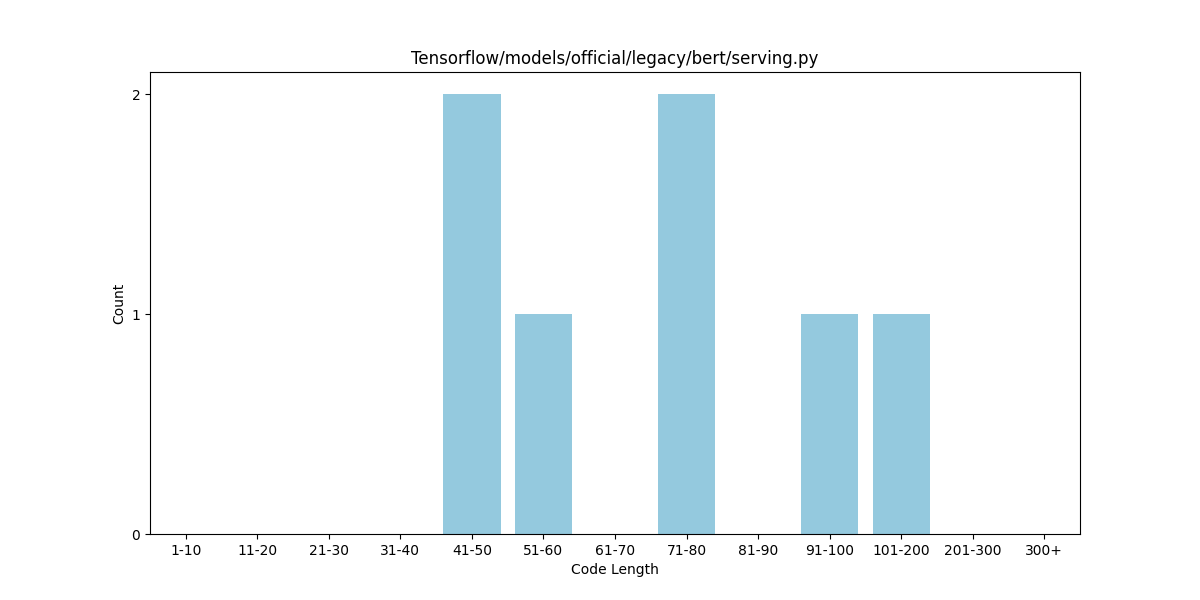 Tensorflow/models/official/legacy/bert/serving.py
Count
2
1
0
1-10 11-20 21-30 31-40 41-50 51-60 61-70 71-80 81-90 91-100 101-200 201-300 300+
Code Length